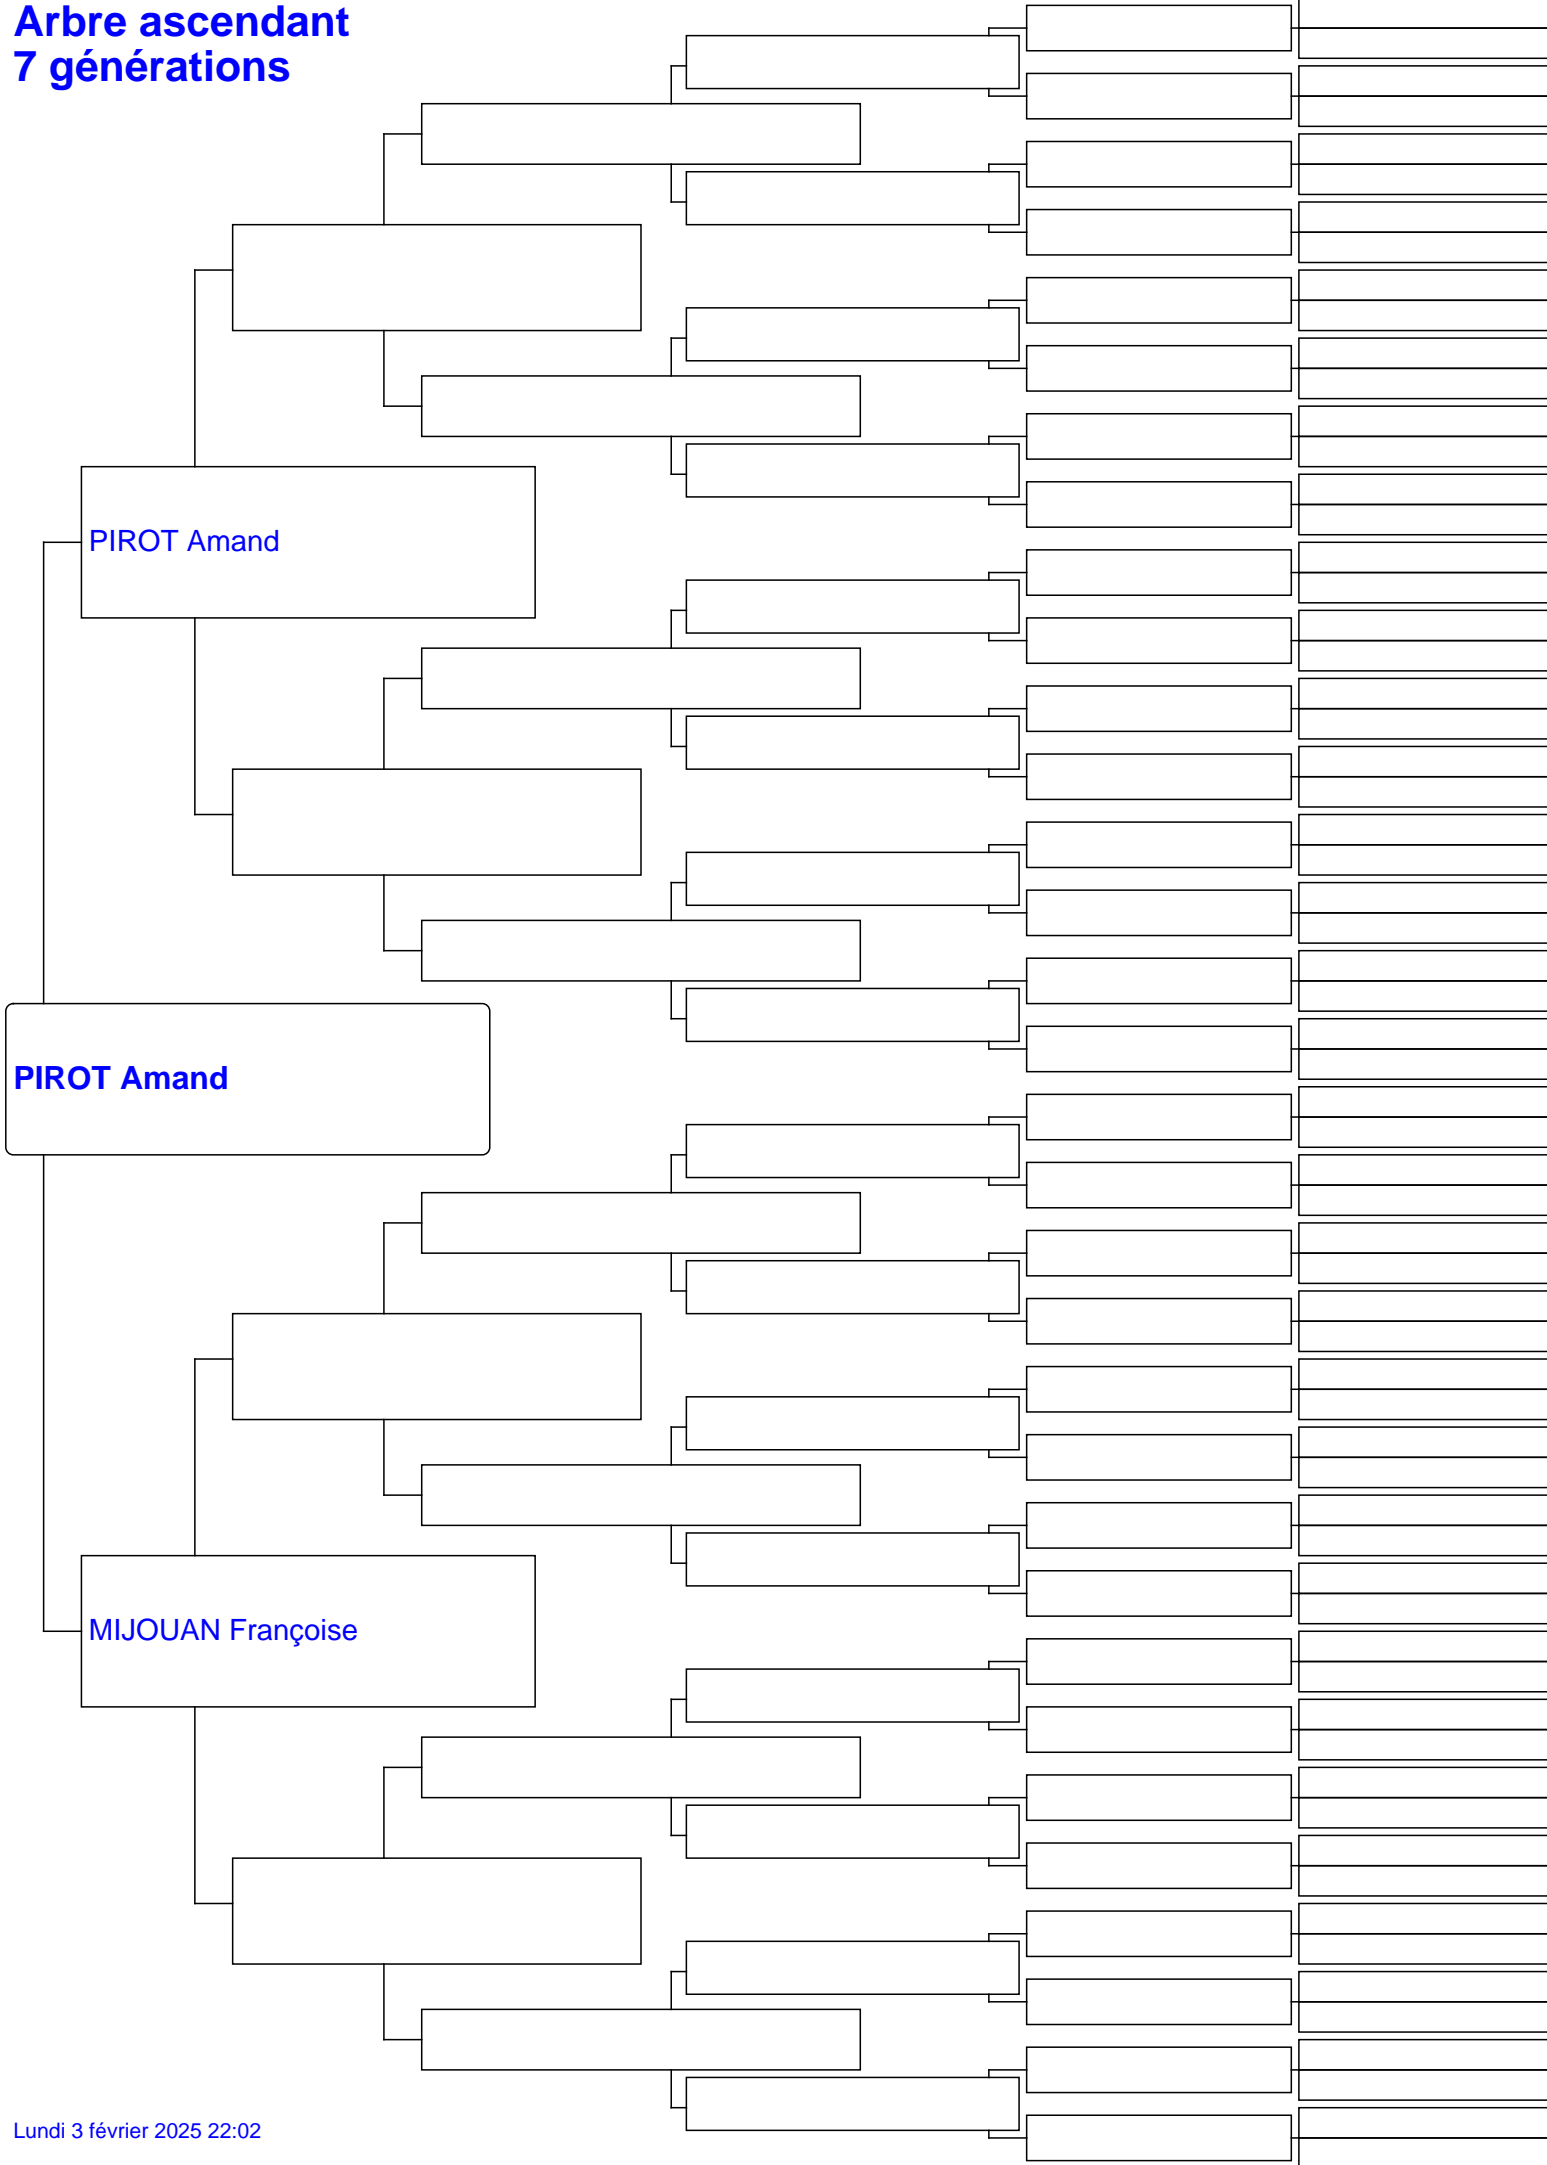 Arbre ascendant
7 générations
PIROT Amand
PIROT Amand
MIJOUAN Françoise
Lundi 3 février 2025 22:02